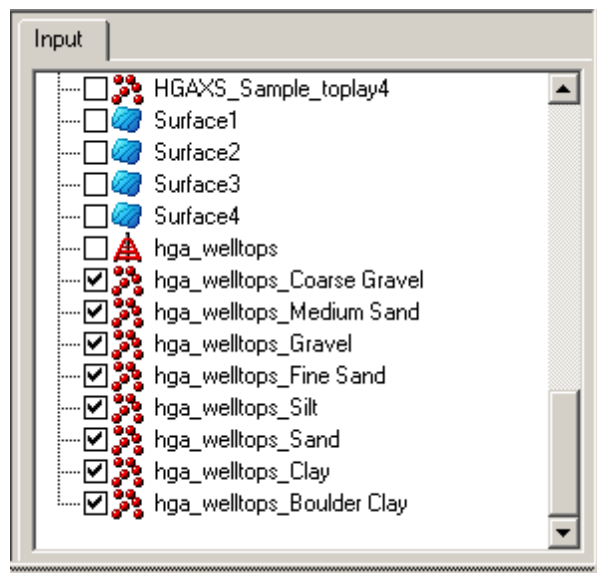 Input
HGAXS_Sample_toplay4
Surface1
Surface2
Surface3
Surface4
hga_welltops
hga_welltops_Coarse Gravel
hga_welltops_Medium Sand
hga_welltops_Gravel
hga_welltops_Fine Sand
hga_welltops_Silt
hga_welltops_Sand
hga_welltops_Clay
hga_welltops_Boulder Clay